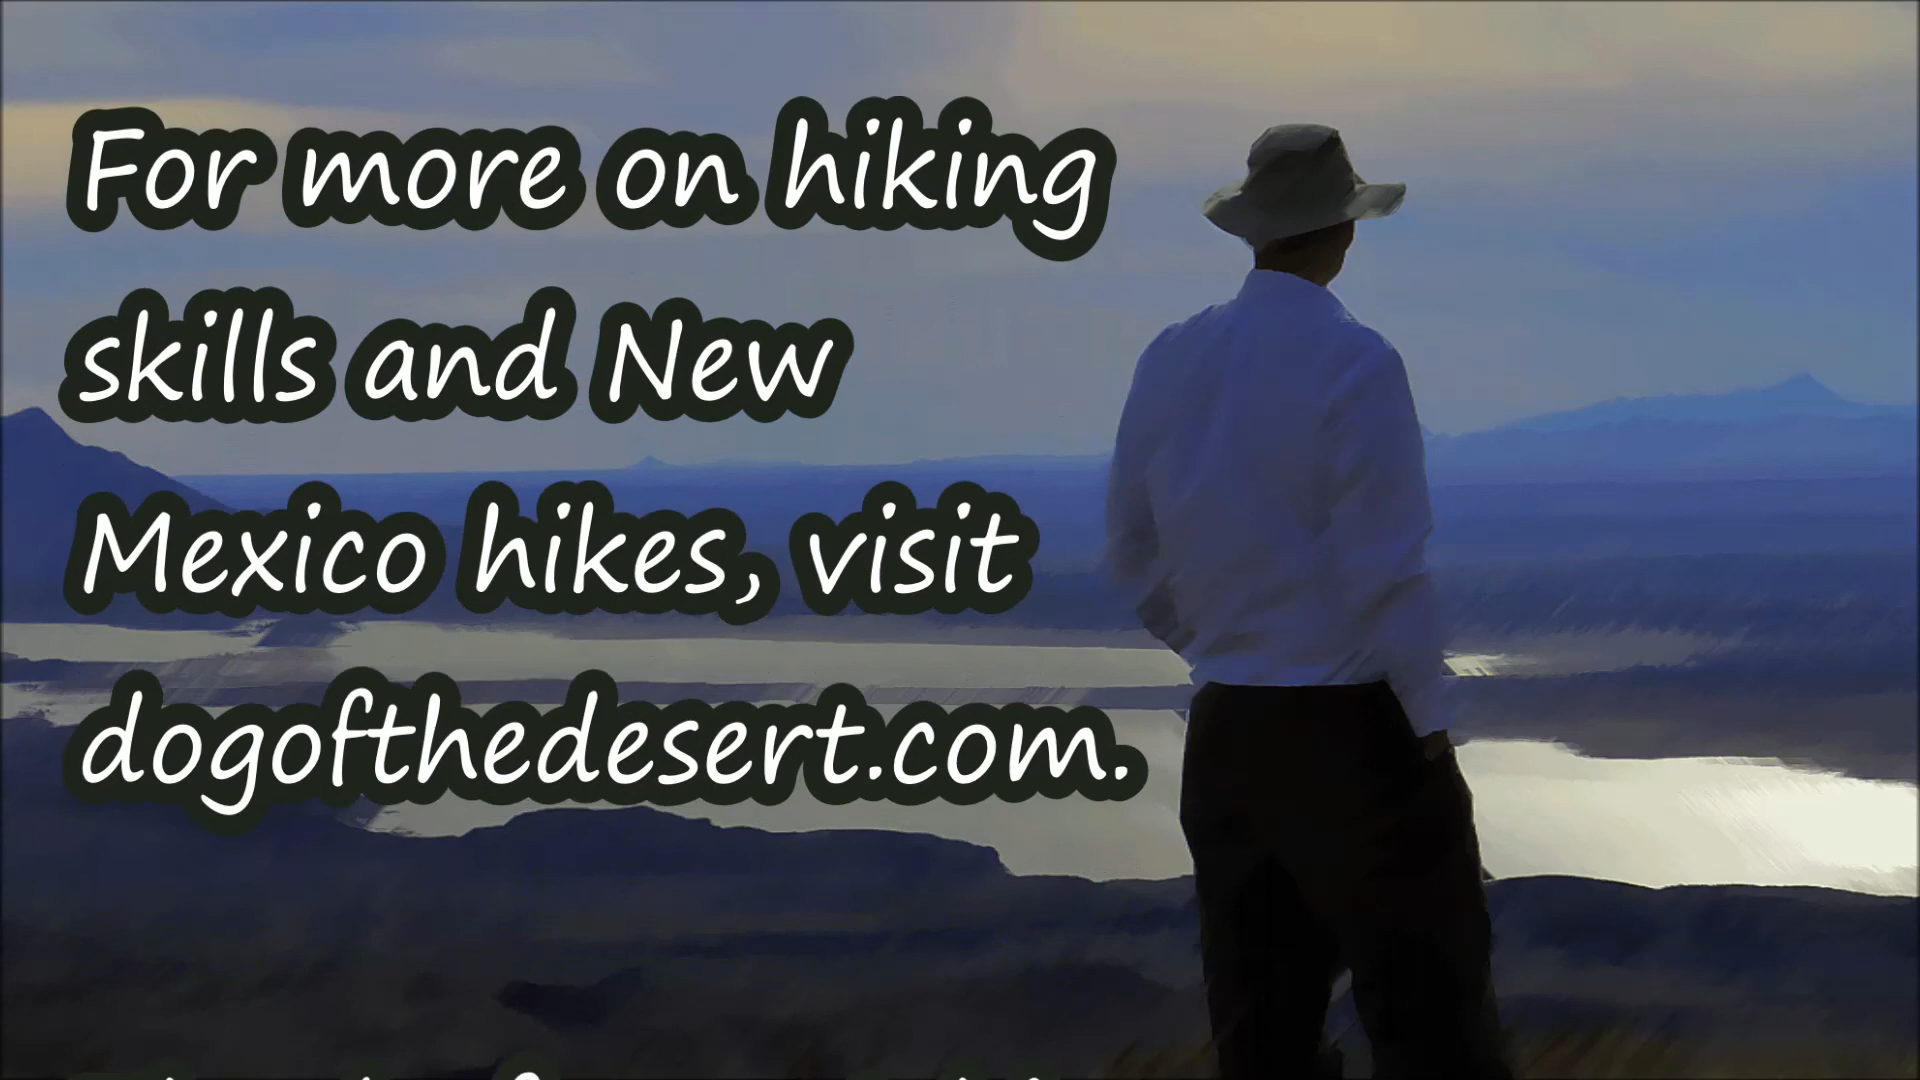 For more on hiking
skills and New
Mexico hikes, visit
dogofthedesert.com.